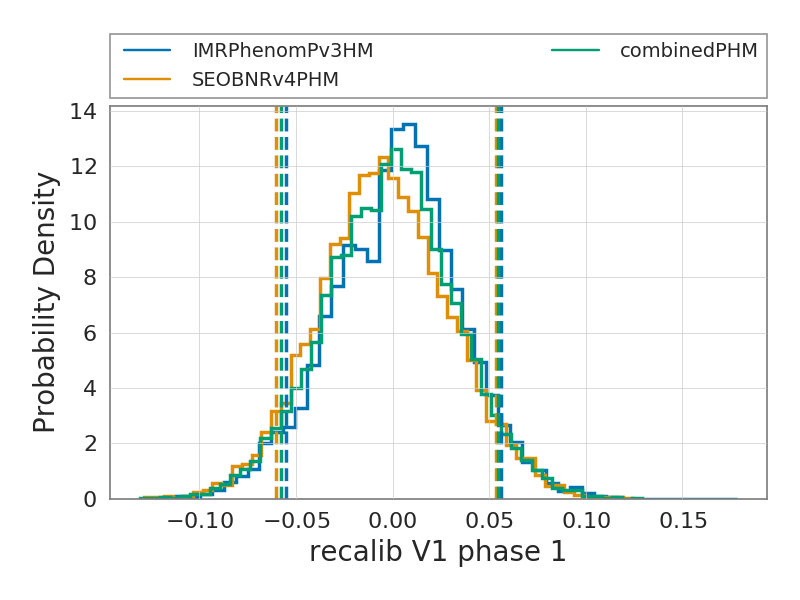 IMRPhenomPv3HM
SEOBNRv4PHM
combinedPHM
Probability Density
14
12
10
8
6
4
2
0
−0.10 −0.05 0.00 0.05 0.10 0.15
recalib V1 phase 1